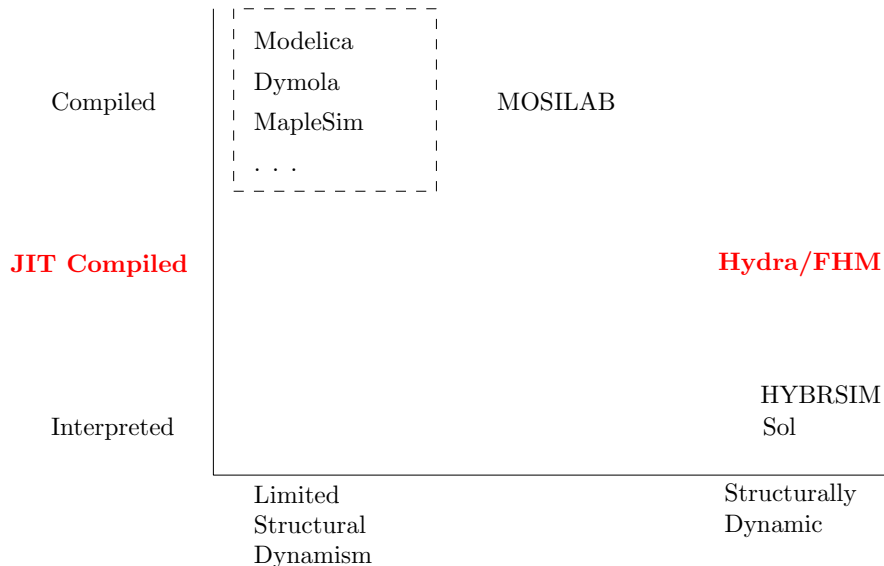 Modelica
Dymola
Compiled
MOSILAB
MapleSim
. . .
JIT Compiled
Hydra/FHM
HYBRSIM
Interpreted
Sol
Limited
Structural
Dynamism
Structurally
Dynamic